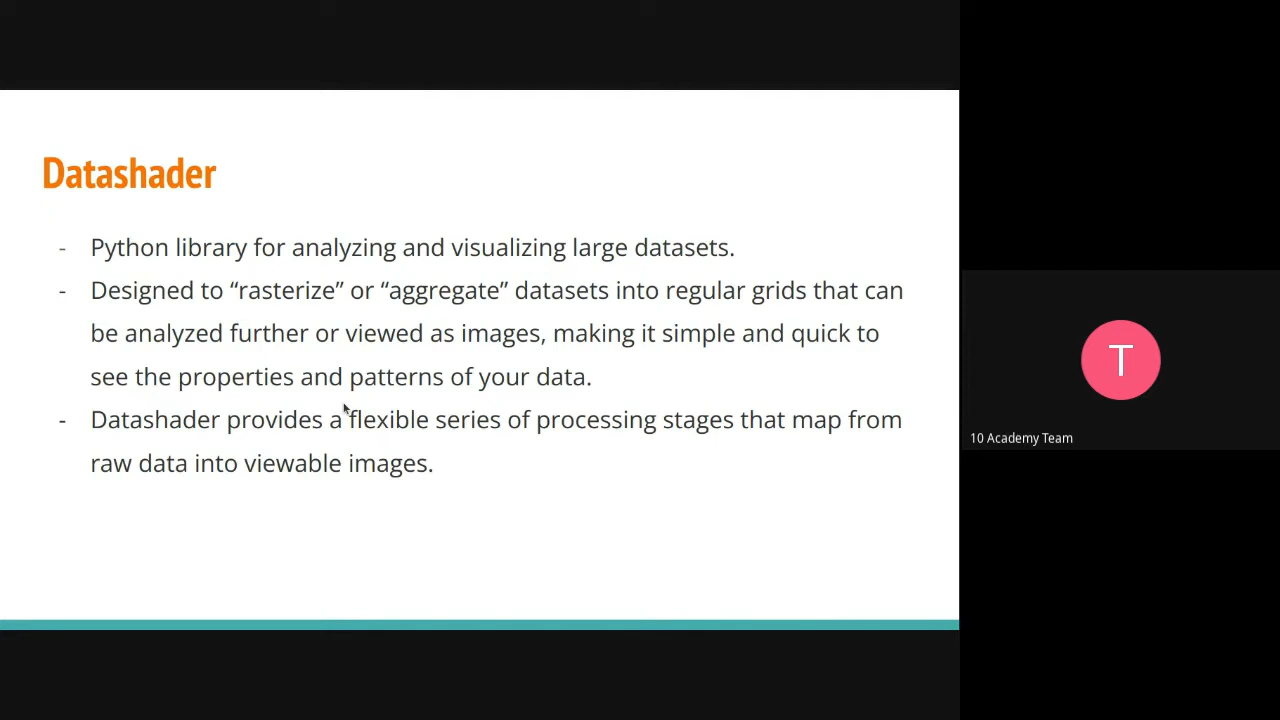 Datashader
- Python library for analyzing and visualizing large datasets.
- Designed to “rasterize” or “aggregate” datasets into regular grids that can
be analyzed further or viewed as images, making it simple and quick to
see the properties and patterns of your data.
- Datashader provides a flexible series of processing stages that map from
raw data into viewable images.
T
10 Academy Team